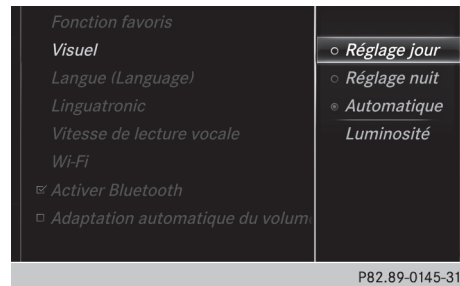 Fonction favoris
Visuel
Langue (Language)
Linguatronic
Vitesse de lecture vocale
Wi-Fi
Activer Bluetooth
Adaptation automatique du volum
Réglage jour
Réglage nuit
Automatique
Luminosité
P82.89-0145-31